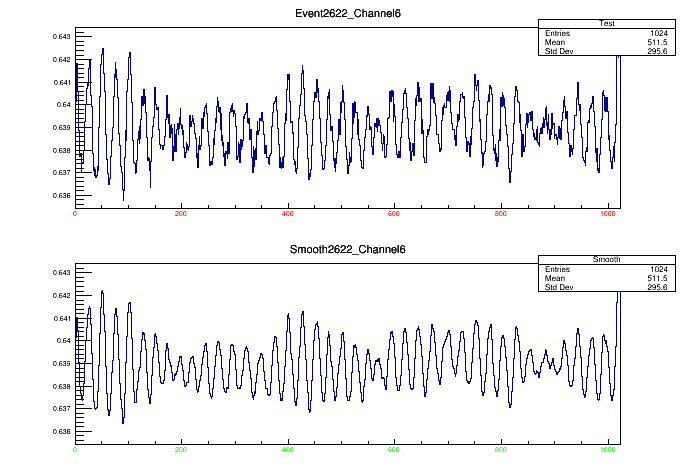 Event2622_Channel6
Test
Entries 1024
Mean 511.5
Std Dev 295.6
0.643
0.642
0.641
0.64
0.639
0.638
0.637
0.636
0 200 400 600 800 1000
Smooth2622_Channel6
Smooth
Entries 1024
Mean 511.5
Std Dev 295.6
0.643
0.642
0.641
0.64
0.639
0.638
0.637
0.636
0 200 400 600 800 1000